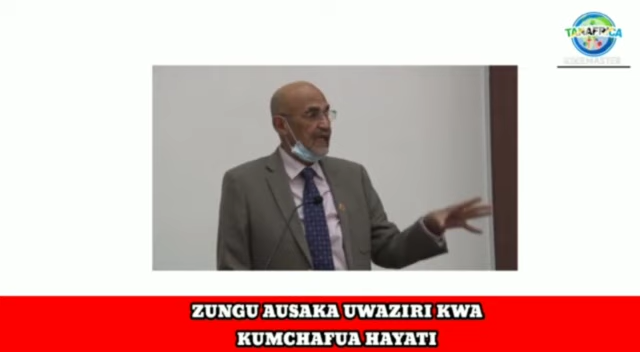 TANAFRICA
ZUNGU AUSAKA UWAZIRI KWA
KUMCHAFUA HAYATI